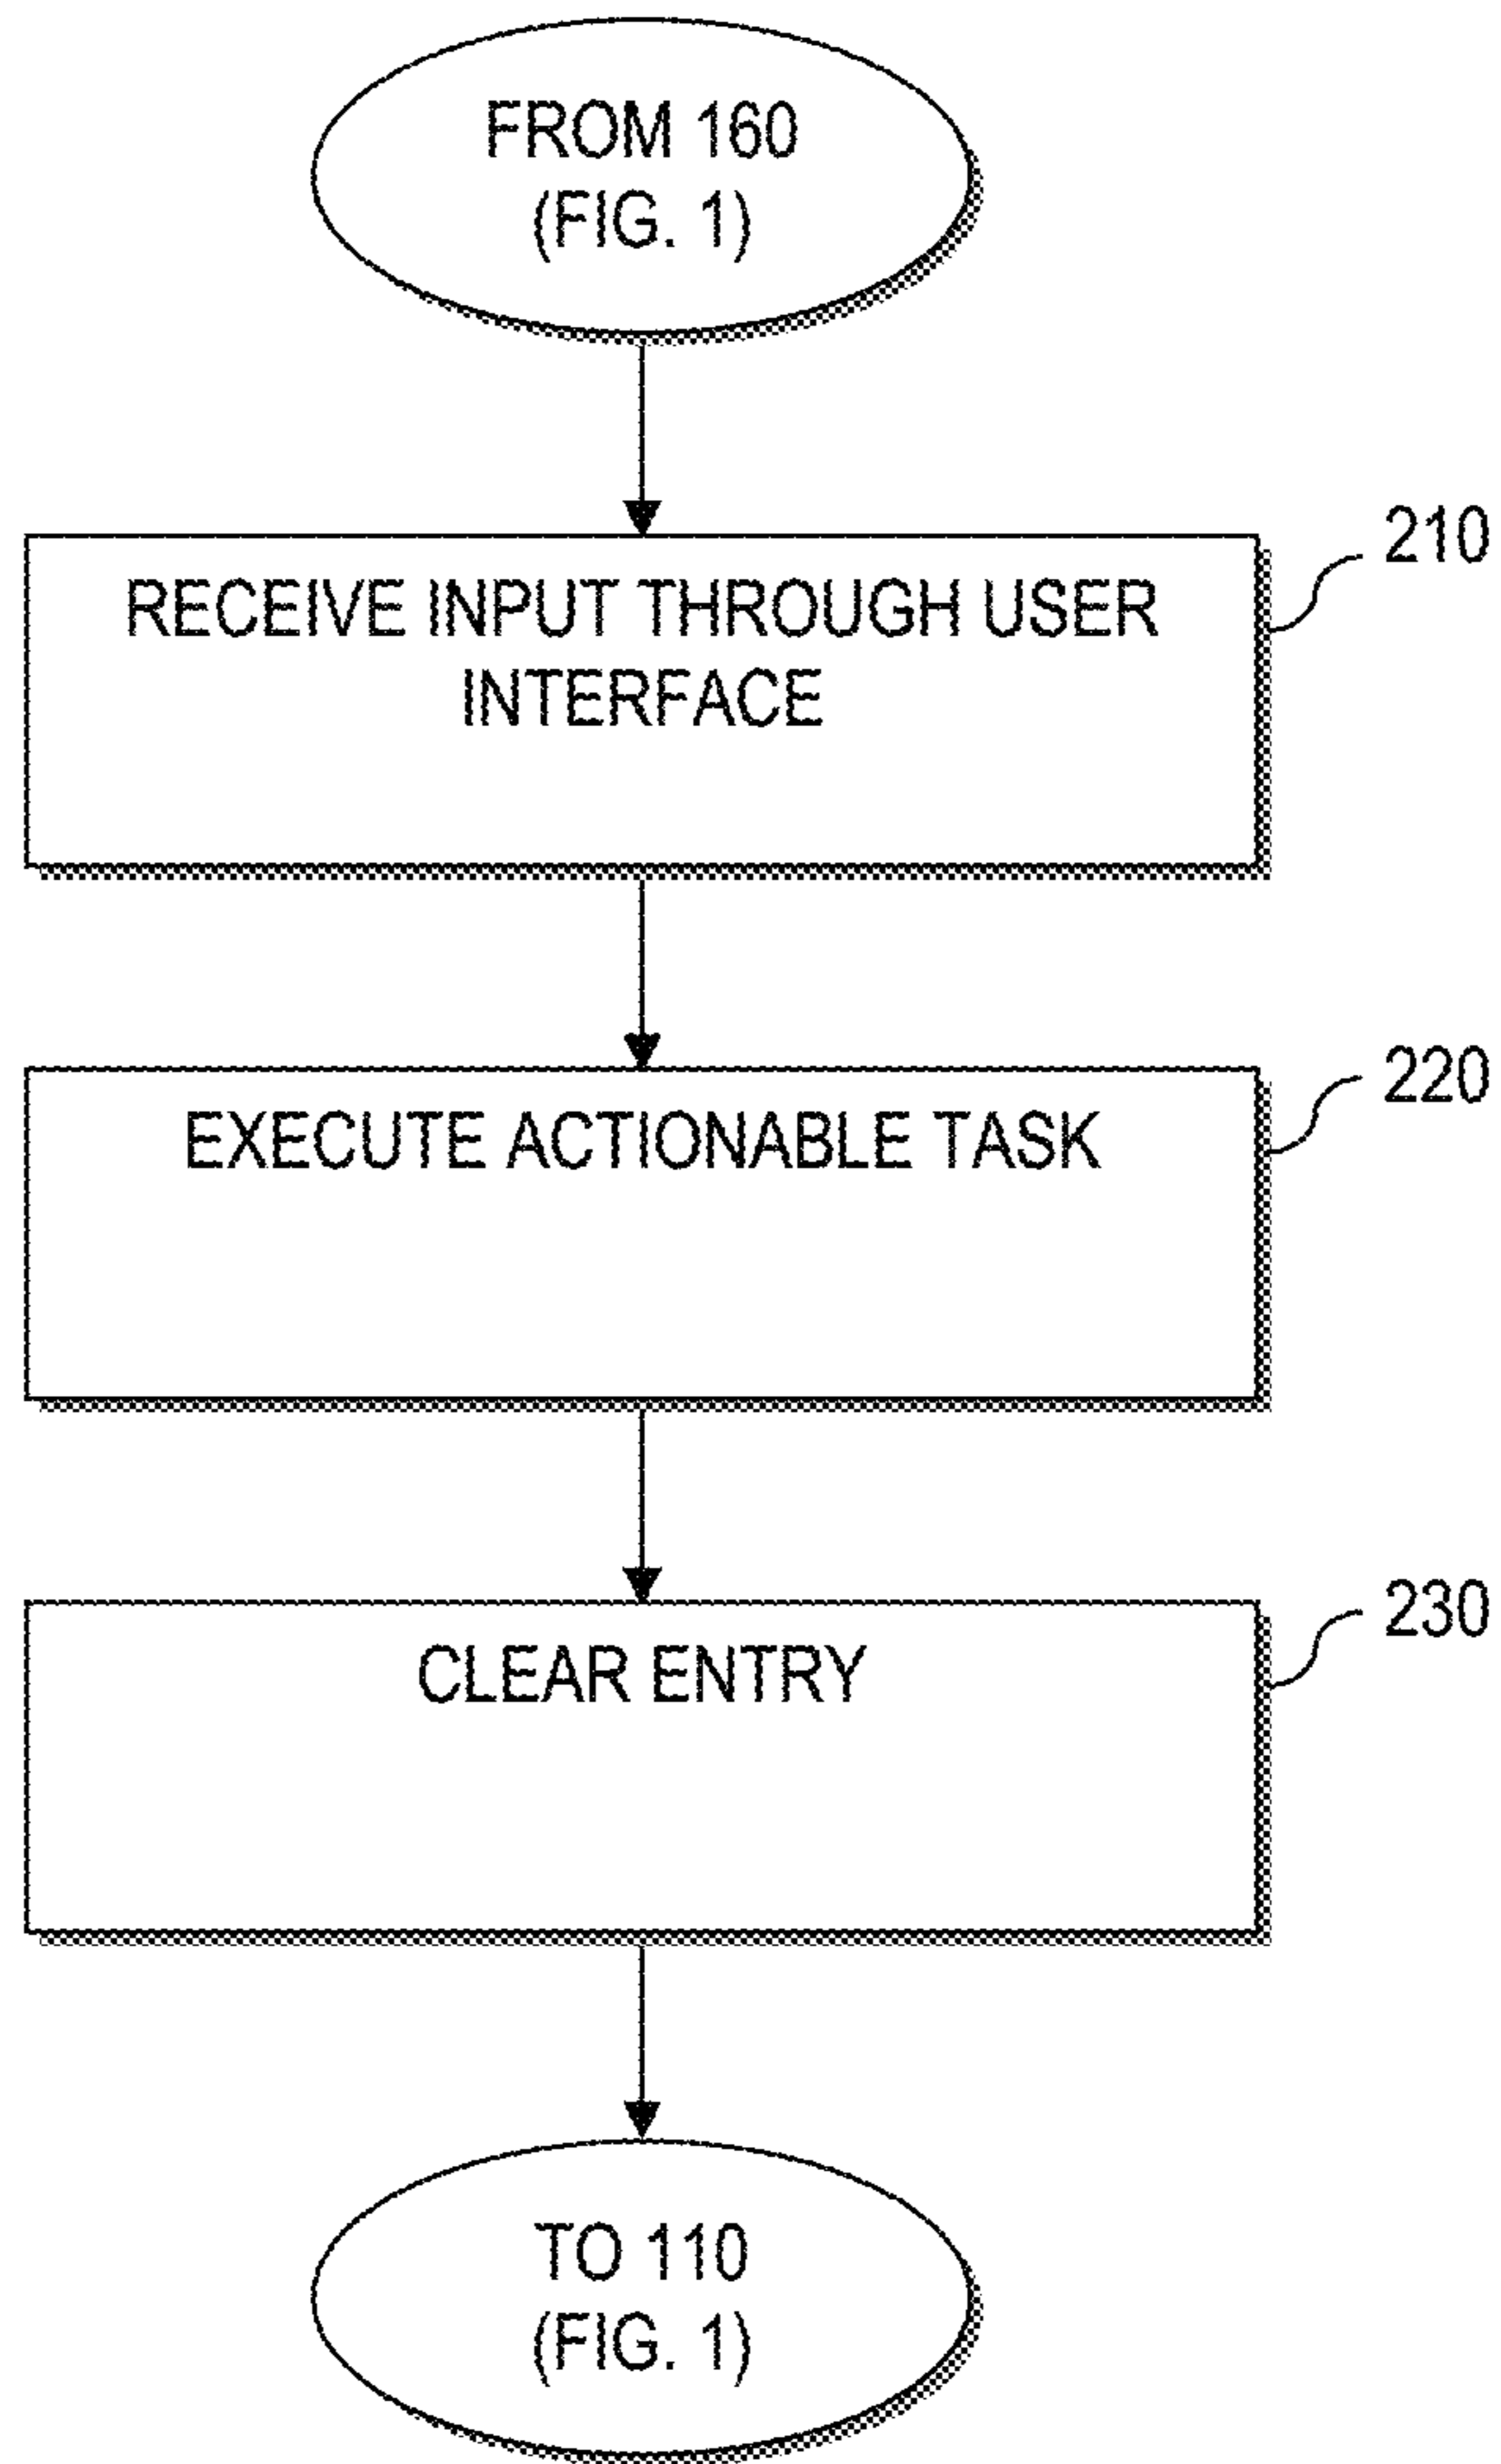 FROM 160
(FIG. 1)
210
RECEIVE INPUT THROUGH USER
INTERFACE
220
EXECUTE ACTIONABLE TASK
230
CLEAR ENTRY
TO 110
(FIG. 1)